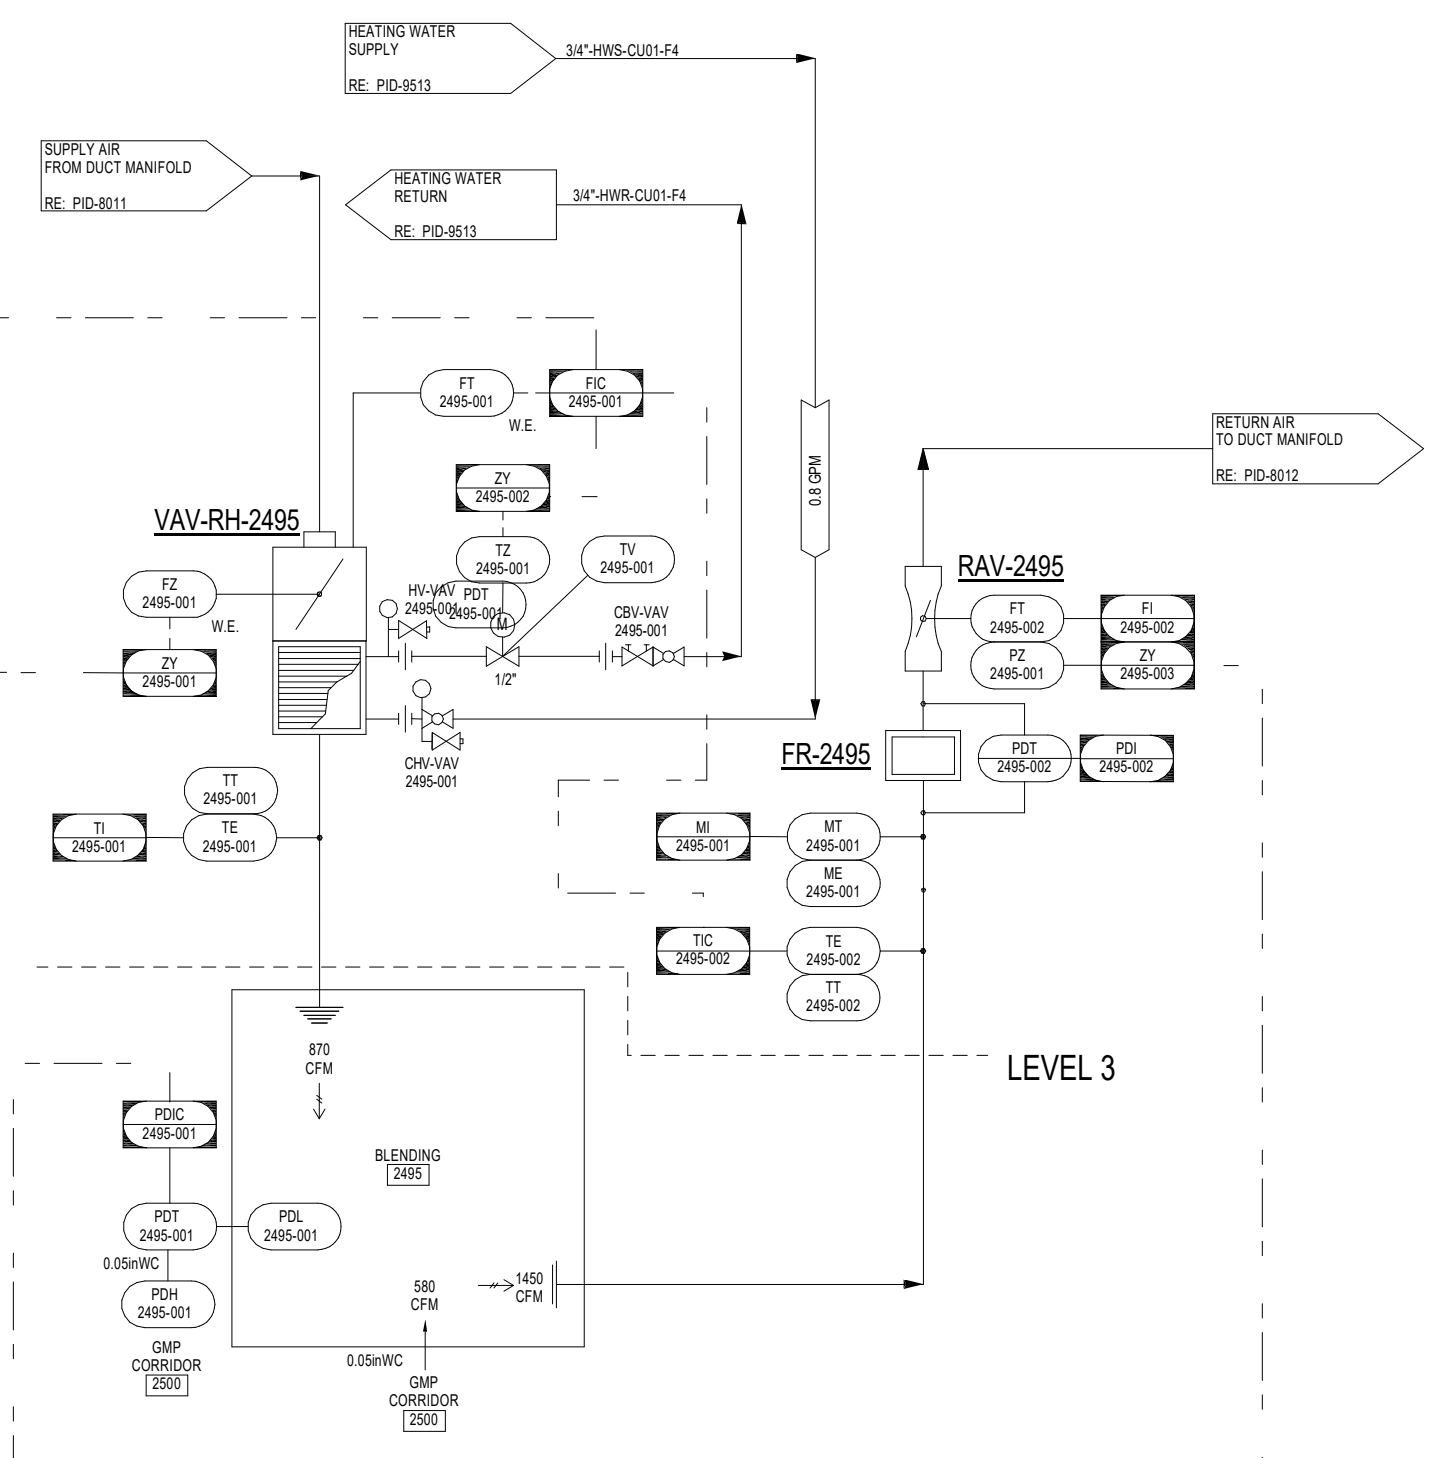 HEATING WATER
SUPPLY
RE: PID-9513
3/4"-HWS-CU01-F4
SUPPLY AIR
FROM DUCT MANIFOLD
RE: PID-8011
HEATING WATER
RETURN
RE: PID-9513
3/4"-HWR-CU01-F4
FT
2495-001
FIC
2495-001
W.E.
RETURN AIR
TO DUCT MANIFOLD
RE: PID-8012
0.8 GPM
ZY
2495-002
VAV-RH-2495
TZ
2495-001
TV
2495-001
RAV-2495
FZ
2495-001
W.E.
HV-VAV
2495-001
PDT
2495-001
M
CBV-VAV
2495-001
FT
2495-002
FI
2495-002
ZY
2495-001
1/2"
PZ
2495-001
ZY
2495-003
FR-2495
PDT
2495-002
PDI
2495-002
CHV-VAV
2495-001
TT
2495-001
TI
2495-001
TE
2495-001
MI
2495-001
MT
2495-001
ME
2495-001
TIC
2495-002
TE
2495-002
TT
2495-002
870
CFM
LEVEL 3
PDIC
2495-001
BLENDING
2495
PDT
2495-001
PDL
2495-001
0.05inWC
PDH
2495-001
580
CFM
1450
CFM
GMP
CORRIDOR
2500
0.05inWC
GMP
CORRIDOR
2500